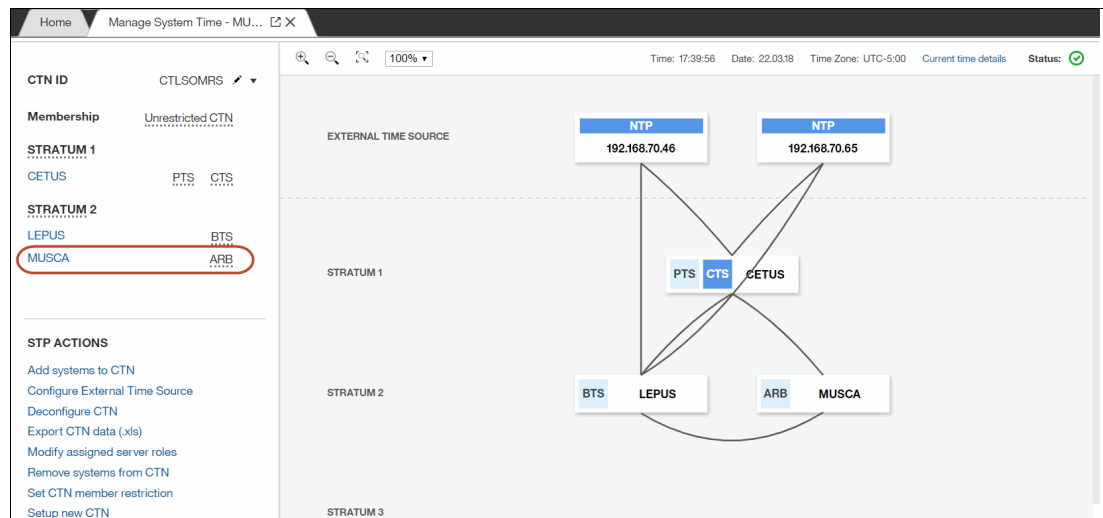 Home
Manage System Time - MU...
100%
Time: 17:39:56
Date: 22.03.18
Time Zone: UTC-5:00
Current time details
Status:
CTN ID
CTLSOMRS
Membership
Unrestricted CTN
STRATUM 1
CETUS
PTS
CTS
STRATUM 2
LEPUS
BTS
MUSCA
ARB
STP ACTIONS
Add systems to CTN
Configure External Time Source
Deconfigure CTN
Export CTN data (.xls)
Modify assigned server roles
Remove systems from CTN
Set CTN member restriction
Setup new CTN
EXTERNAL TIME SOURCE
NTP
192.168.70.46
NTP
192.168.70.65
STRATUM 1
PTS
CTS
CETUS
STRATUM 2
BTS
LEPUS
ARB
MUSCA
STRATUM 3